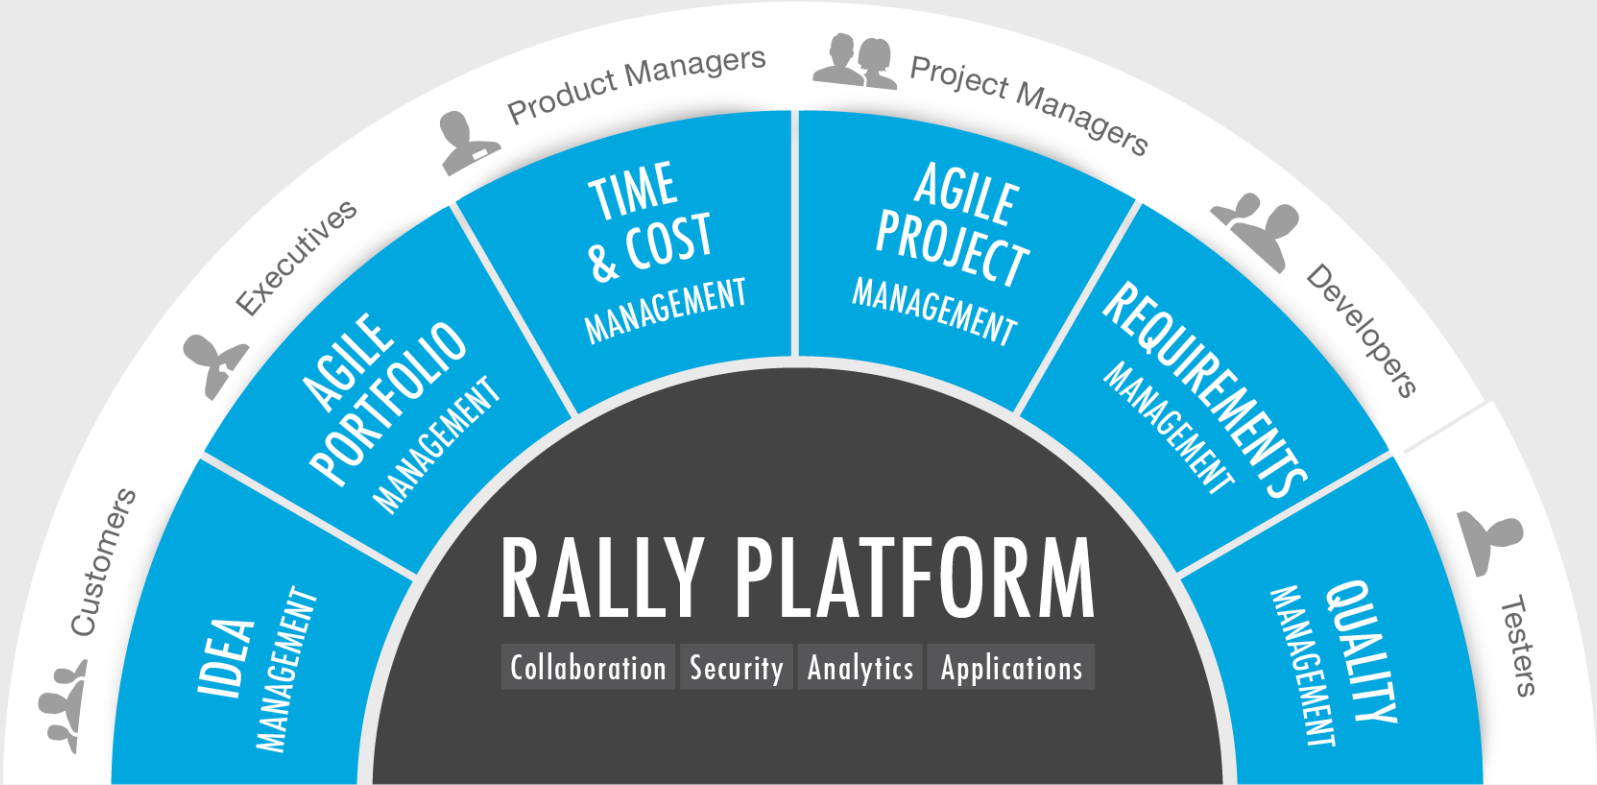 Customers
Executives
Product Managers
Project Managers
Developers
Testers
IDEA
MANAGEMENT
AGILE
PORTFOLIO
MANAGEMENT
TIME
& COST
MANAGEMENT
AGILE
PROJECT
MANAGEMENT
REQUIREMENTS
MANAGEMENT
QUALITY
MANAGEMENT
RALLY PLATFORM
Collaboration Security Analytics Applications